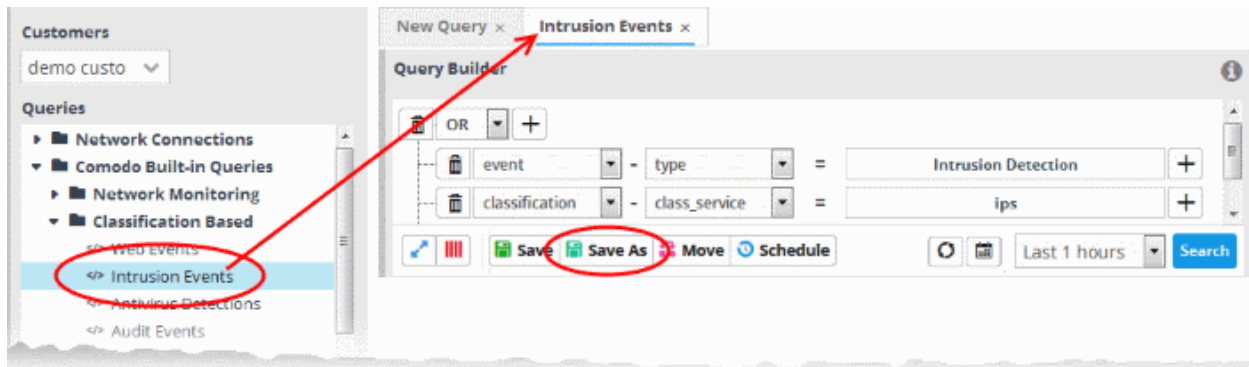 Customers
demo custo
Queries
Network Connections
Comodo Built-in Queries
Network Monitoring
Classification Based
Web Events
Intrusion Events
Antivirus Detections
Audit Events
New Query × Intrusion Events ×
Query Builder
OR +
event - type = Intrusion Detection +
classification - class_service = ips +
Save Save As Move Schedule Last 1 hours Search